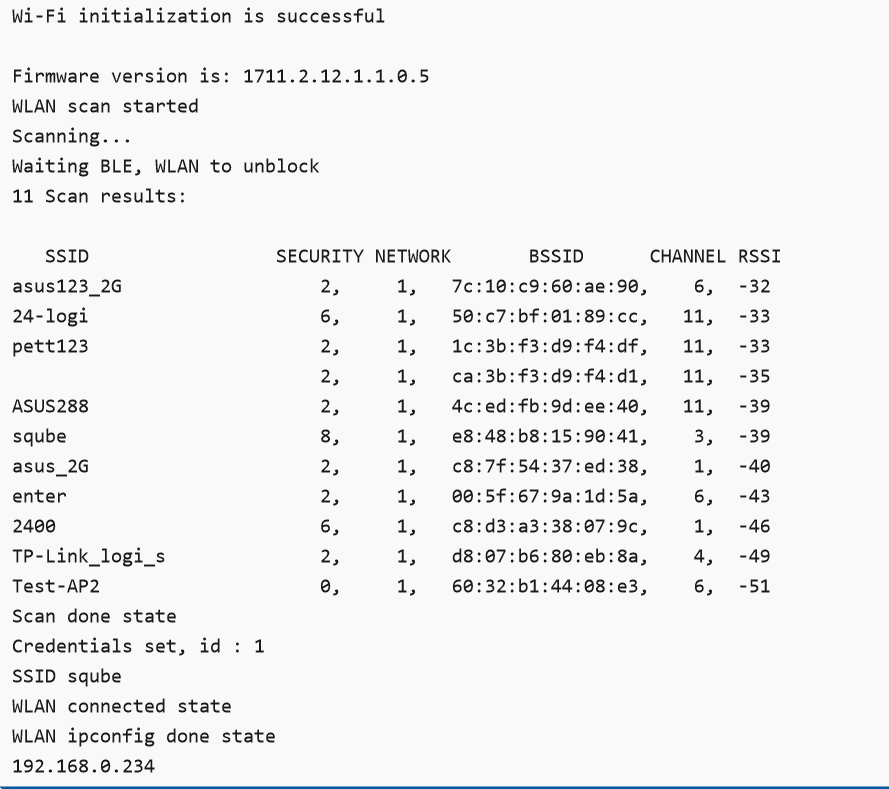 Wi-Fi initialization is successful
Firmware version is: 1711.2.12.1.1.0.5
WLAN scan started
Scanning...
Waiting BLE, WLAN to unblock
11 Scan results:
SSID SECURITY NETWORK BSSID CHANNEL RSSI
asus123_2G 2, 1, 7c:10:c9:60:ae:90, 6, -32
24-logi 6, 1, 50:c7:bf:01:89:cc, 11, -33
pett123 2, 1, 1c:3b:f3:d9:f4:df, 11, -33
2, 1, ca:3b:f3:d9:f4:d1, 11, -35
ASUS288 2, 1, 4c:ed:fb:9d:ee:40, 11, -39
sqube 8, 1, e8:48:b8:15:90:41, 3, -39
asus_2G 2, 1, c8:7f:54:37:ed:38, 1, -40
enter 2, 1, 00:5f:67:9a:1d:5a, 6, -43
2400 6, 1, c8:d3:a3:38:07:9c, 1, -46
TP-Link_logi_s 2, 1, d8:07:b6:80:eb:8a, 4, -49
Test-AP2 0, 1, 60:32:b1:44:08:e3, 6, -51
Scan done state
Credentials set, id : 1
SSID sqube
WLAN connected state
WLAN ipconfig done state
192.168.0.234